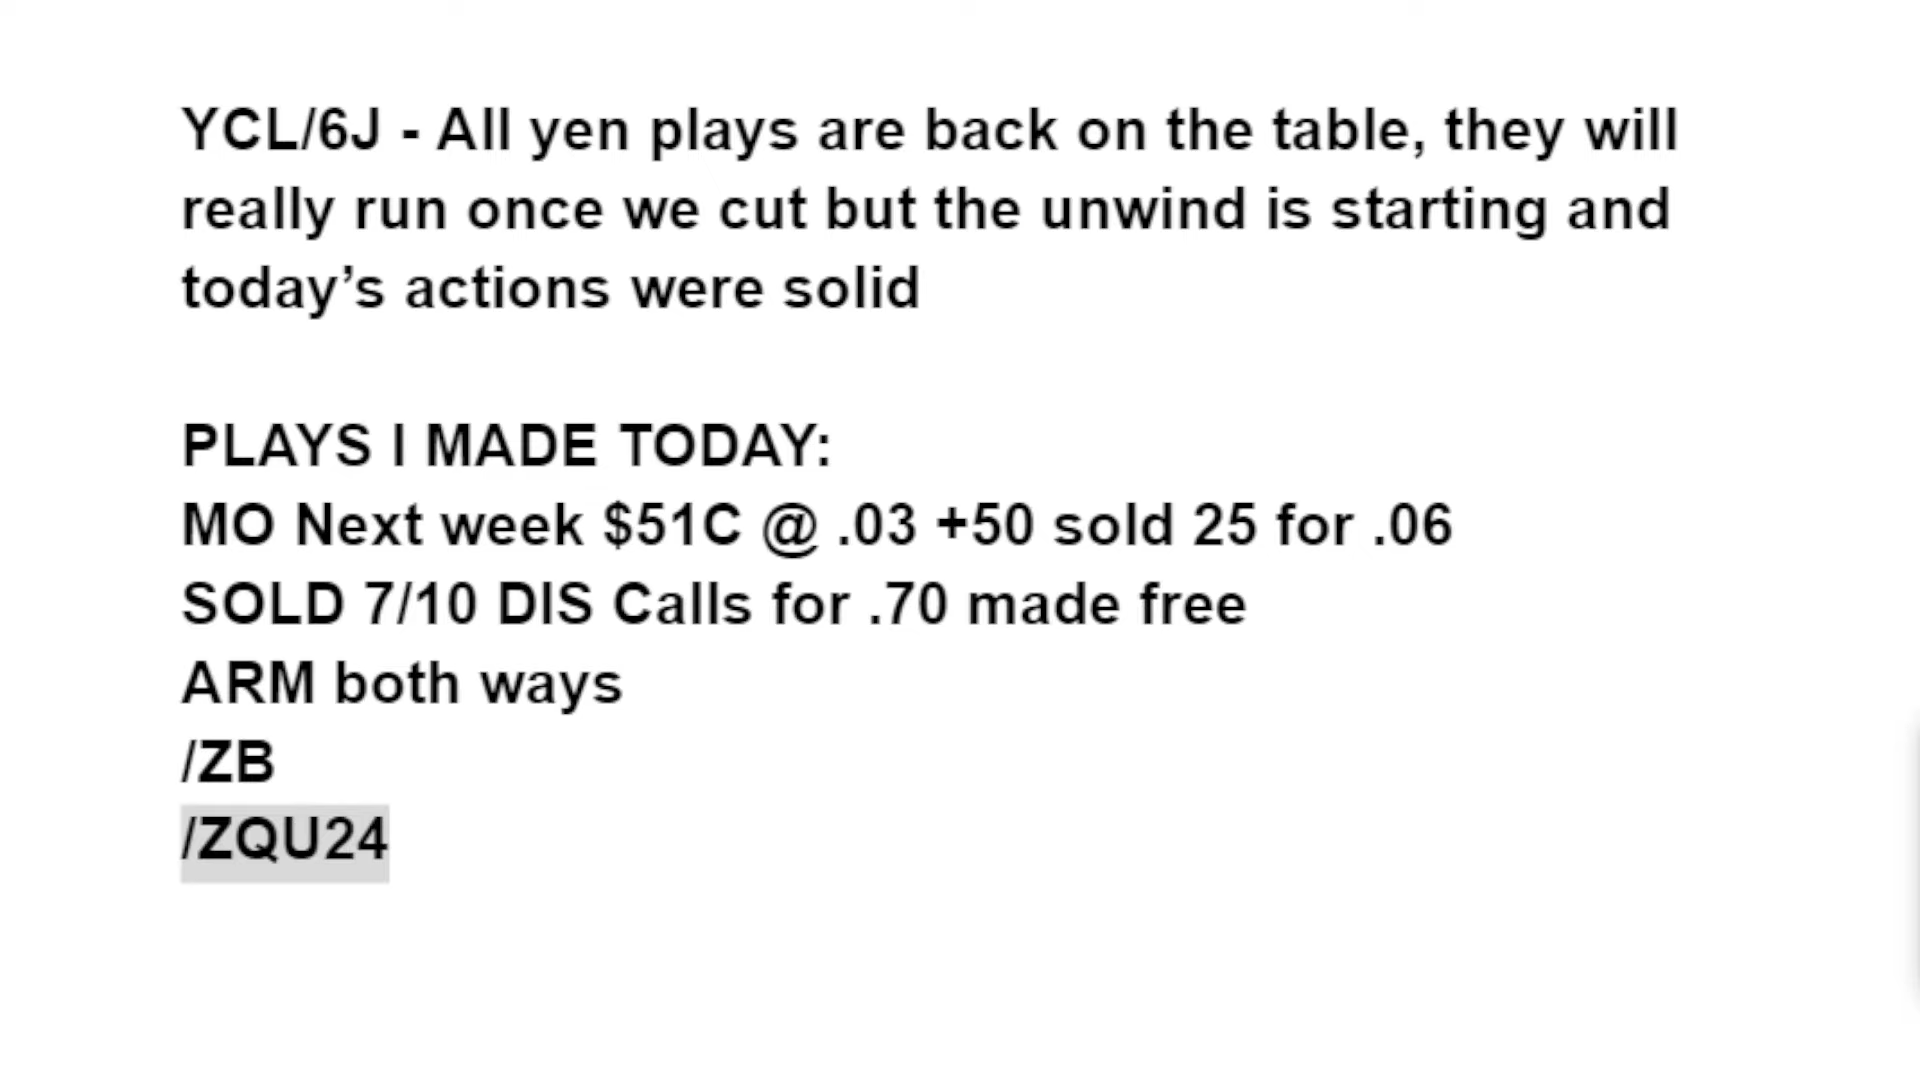 YCL/6J - All yen plays are back on the table, they will
really run once we cut but the unwind is starting and
today’s actions were solid
PLAYS I MADE TODAY:
MO Next week $51C @ .03 +50 sold 25 for .06
SOLD 7/10 DIS Calls for .70 made free
ARM both ways
/ZB
/ZQU24